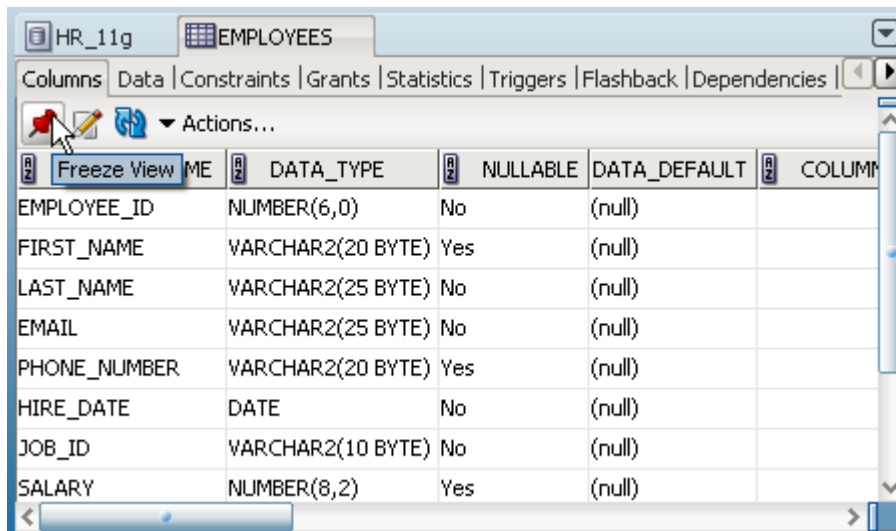 HR_11g EMPLOYEES
Columns Data | Constraints | Grants | Statistics | Triggers | Flashback | Dependencies |
Actions...
Freeze View ME DATA_TYPE NULLABLE DATA_DEFAULT COLUMN
EMPLOYEE_ID NUMBER(6,0) No (null)
FIRST_NAME VARCHAR2(20 BYTE) Yes (null)
LAST_NAME VARCHAR2(25 BYTE) No (null)
EMAIL VARCHAR2(25 BYTE) No (null)
PHONE_NUMBER VARCHAR2(20 BYTE) Yes (null)
HIRE_DATE DATE No (null)
JOB_ID VARCHAR2(10 BYTE) No (null)
SALARY NUMBER(8,2) Yes (null)